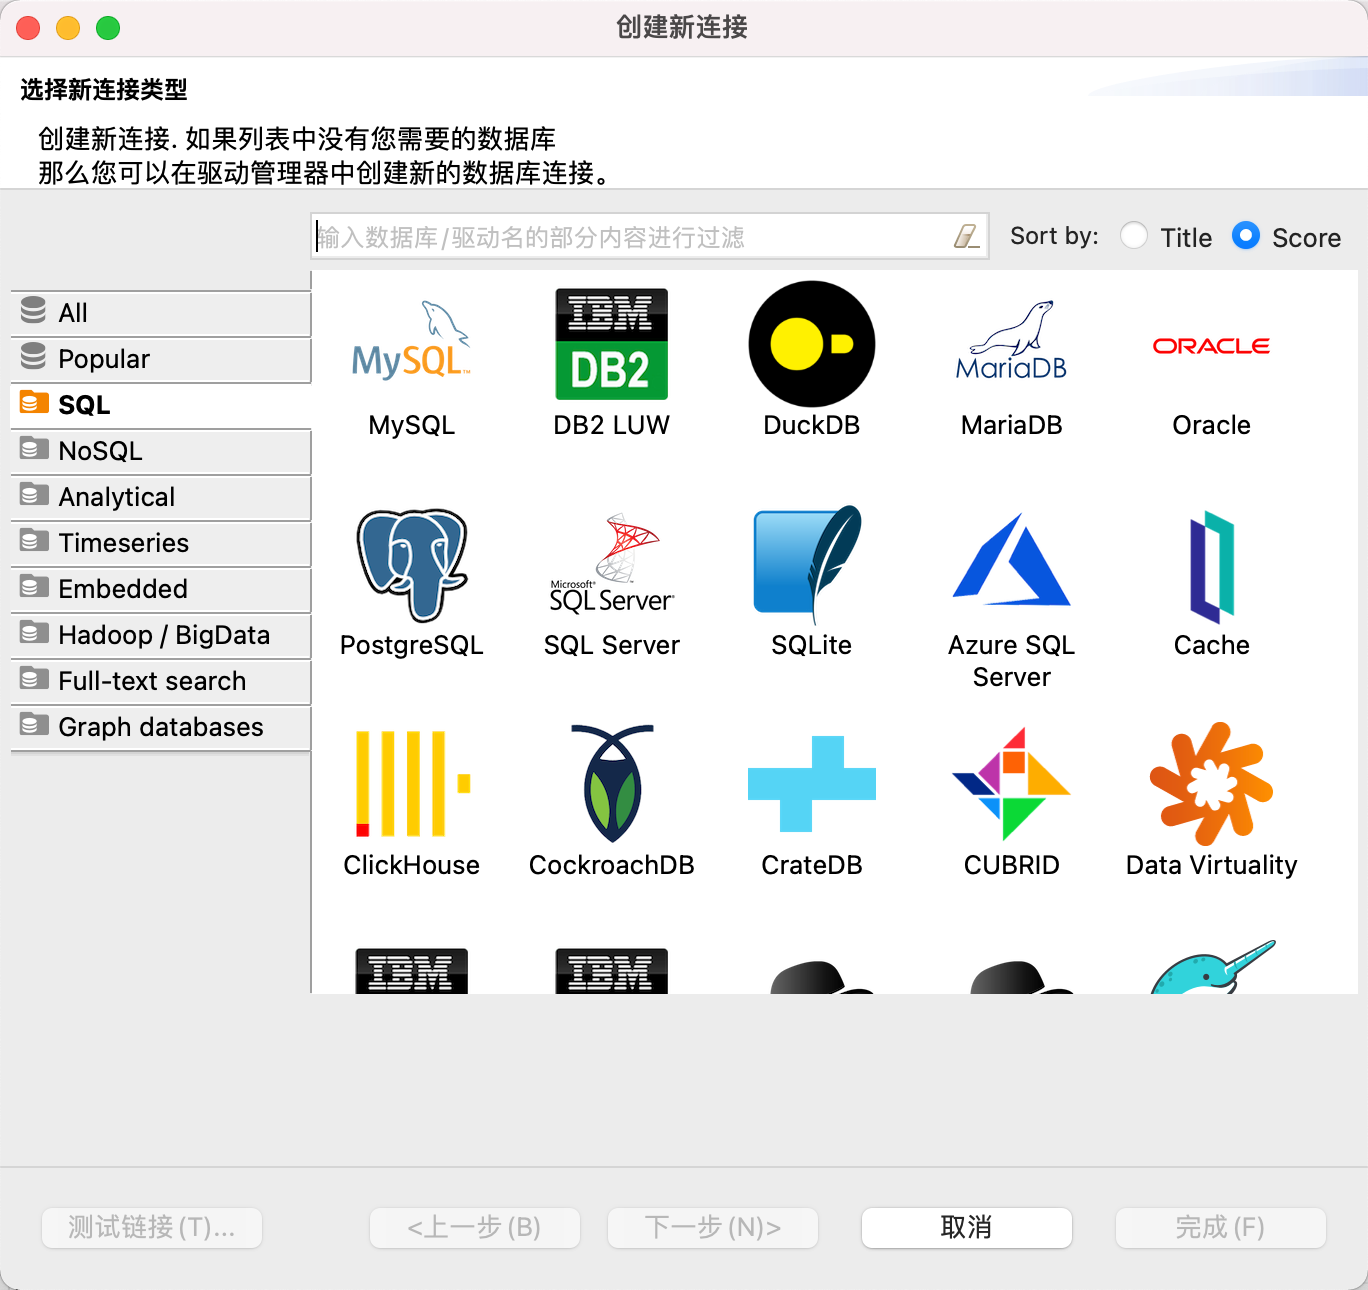 创建新连接
选择新连接类型
创建新连接. 如果列表中没有您需要的数据库
那么您可以在驱动管理器中创建新的数据库连接。
输入数据库/驱动名的部分内容进行过滤
Sort by:
Title
Score
All
Popular
SQL
NoSQL
Analytical
Timeseries
Embedded
Hadoop / BigData
Full-text search
Graph databases
MySQL™
IBM
DB2
MariaDB
ORACLE
MySQL
DB2 LUW
DuckDB
MariaDB
Oracle
Microsoft®
SQL Server®
PostgreSQL
SQL Server
SQLite
Azure SQL
Server
Cache
ClickHouse
CockroachDB
CrateDB
CUBRID
Data Virtuality
IBM
IBM
测试链接(T)...
<上一步(B)
下一步(N)>
取消
完成(F)